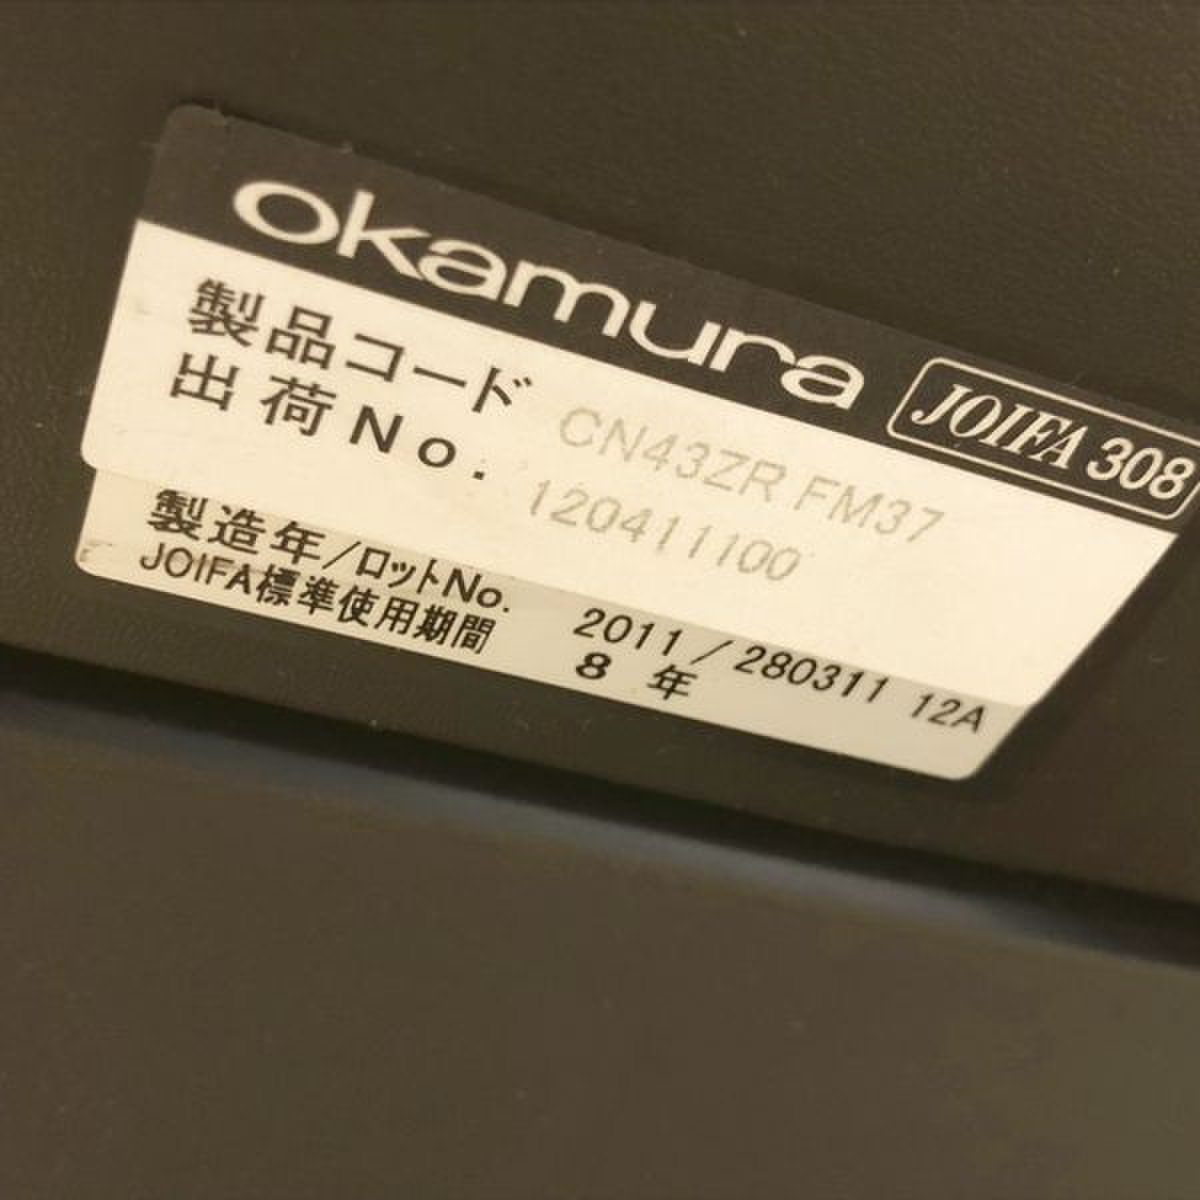 okamura JOIFA 308
製品コード CN43ZR FM37
出荷No. 120411100
製造年/ロットNo. 2011/280311 12A
JOIFA標準使用期間 8 年